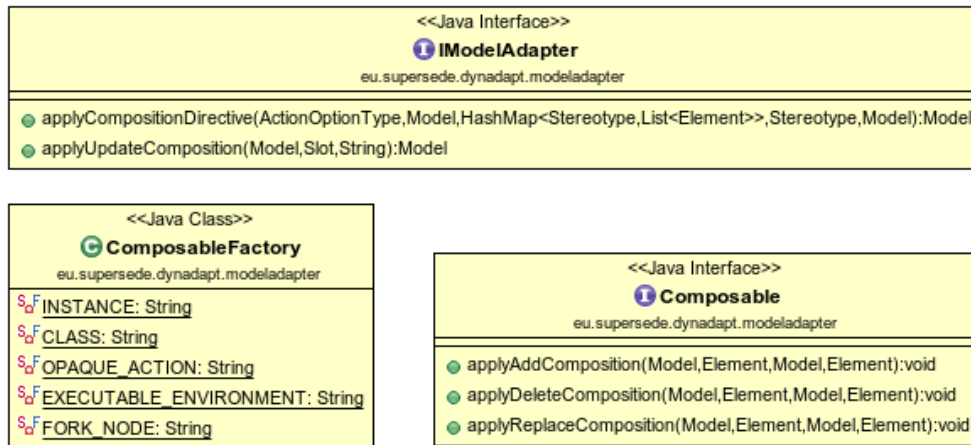 <<Java Interface>>
IModelAdapter
eu.supersede.dynadapt.modeladapter
applyCompositionDirective(ActionOptionType,Model,HashMap<Stereotype,List<Element>>,Stereotype,Model):Model
applyUpdateComposition(Model,Slot,String):Model
<<Java Class>>
ComposableFactory
eu.supersede.dynadapt.modeladapter
INSTANCE: String
CLASS: String
OPAQUE_ACTION: String
EXECUTABLE_ENVIRONMENT: String
FORK_NODE: String
<<Java Interface>>
Composable
eu.supersede.dynadapt.modeladapter
applyAddComposition(Model,Element,Model,Element):void
applyDeleteComposition(Model,Element,Model,Element):void
applyReplaceComposition(Model,Element,Model,Element):void